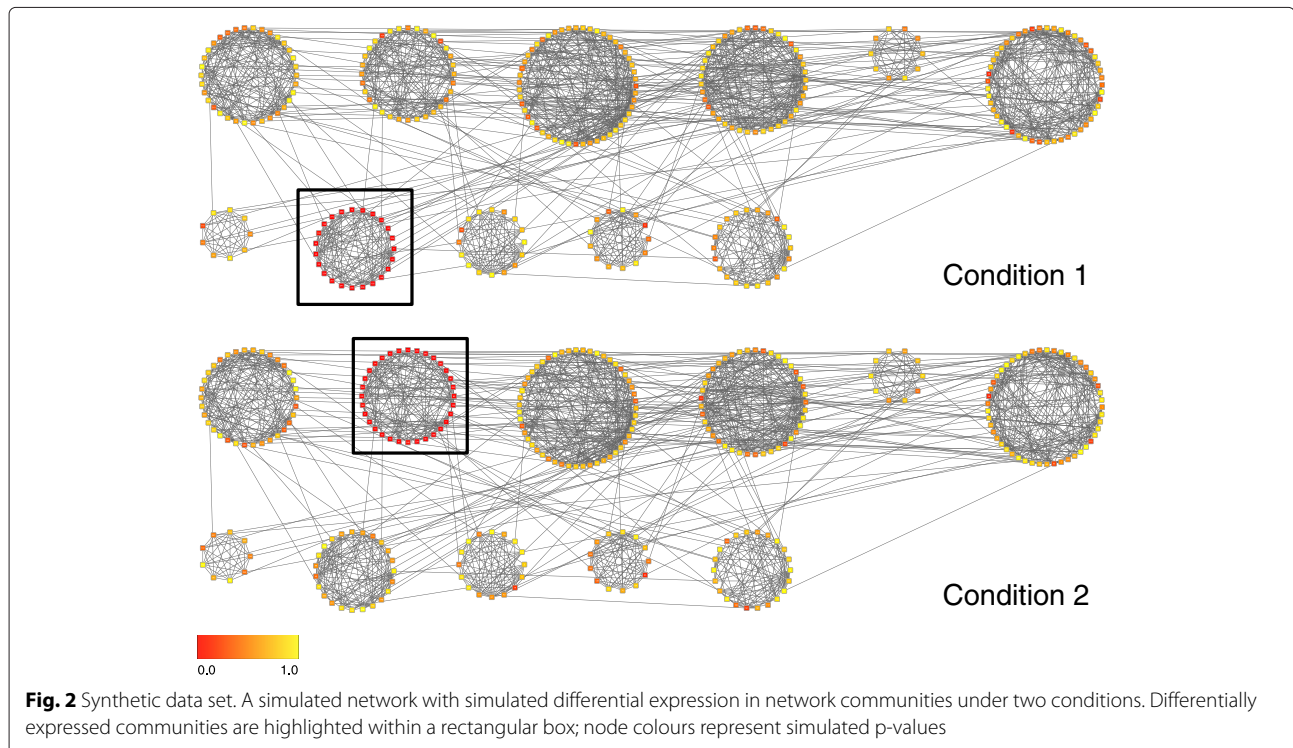 Condition 1
Condition 2
0.0 1.0
Fig. 2 Synthetic data set. A simulated network with simulated differential expression in network communities under two conditions. Differentially
expressed communities are highlighted within a rectangular box; node colours represent simulated p-values